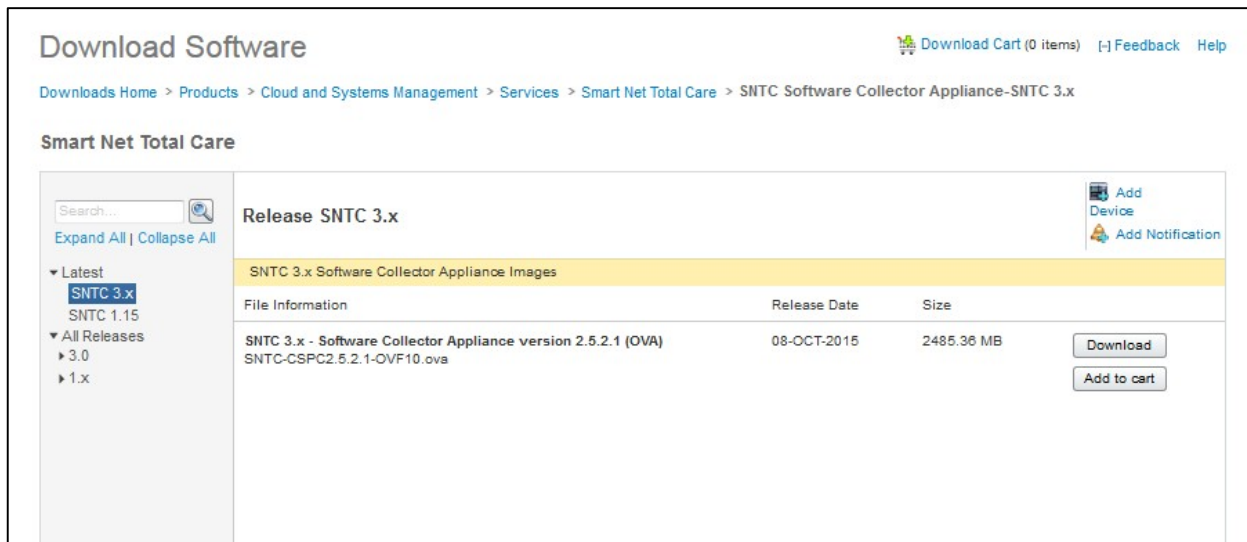 Download Software
Download Cart (0 items) [-] Feedback Help
Downloads Home > Products > Cloud and Systems Management > Services > Smart Net Total Care > SNTC Software Collector Appliance-SNTC 3.x
Smart Net Total Care
Search...
Expand All | Collapse All
Latest
SNTC 3.x
SNTC 1.15
All Releases
3.0
1.x
Release SNTC 3.x
Add
Device
Add Notification
SNTC 3.x Software Collector Appliance Images
File Information Release Date Size
SNTC 3.x - Software Collector Appliance version 2.5.2.1 (OVA) 08-OCT-2015 2485.36 MB Download
SNTC-CSPC2.5.2.1-OVF10.ova
Add to cart